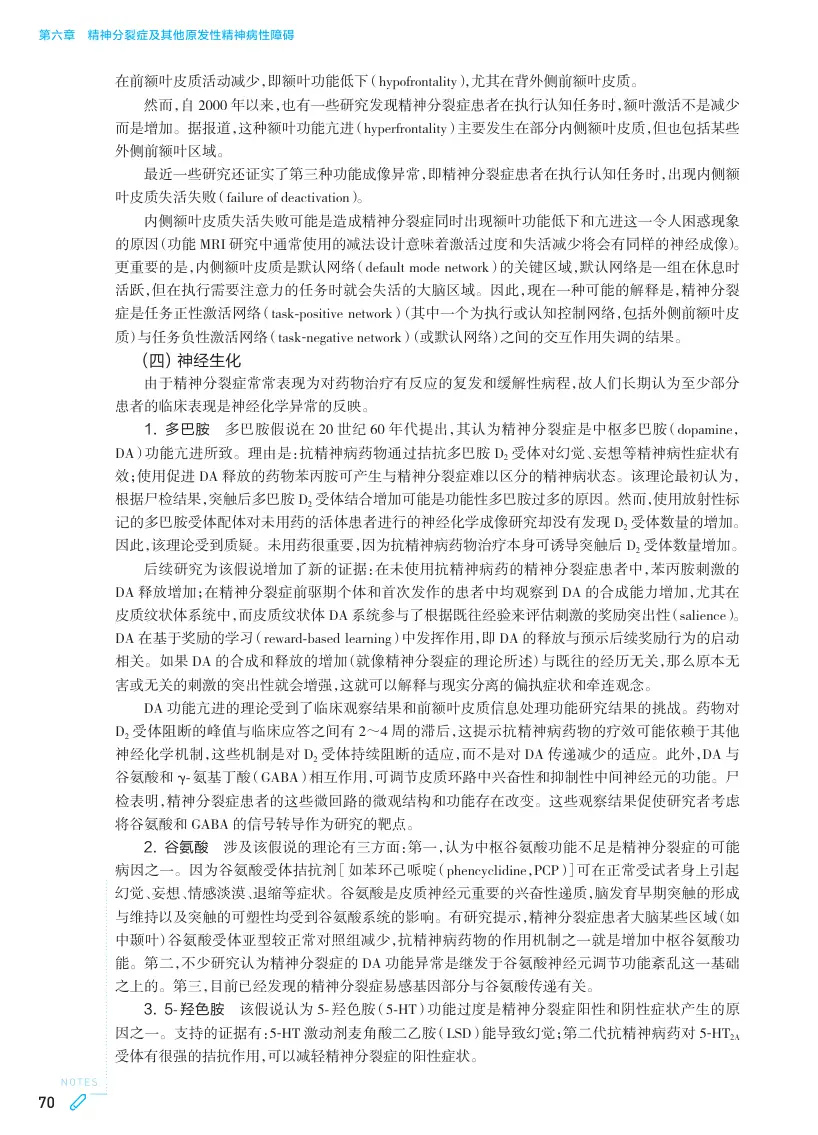 第六章　精神分裂症及其他原发性精神病性障碍
在前额叶皮质活动减少，即额叶功能低下（hypofrontality），尤其在背外侧前额叶皮质。
然而，自 2000 年以来，也有一些研究发现精神分裂症患者在执行认知任务时，额叶激活不是减少
而是增加。据报道，这种额叶功能亢进（hyperfrontality）主要发生在部分内侧额叶皮质，但也包括某些
外侧前额叶区域。
最近一些研究还证实了第三种功能成像异常，即精神分裂症患者在执行认知任务时，出现内侧额
叶皮质失活失败（failure of deactivation）。
内侧额叶皮质失活失败可能是造成精神分裂症同时出现额叶功能低下和亢进这一令人困惑现象
的原因（功能 MRI 研究中通常使用的减法设计意味着激活过度和失活减少将会有同样的神经成像）。
更重要的是，内侧额叶皮质是默认网络（default mode network）的关键区域，默认网络是一组在休息时
活跃，但在执行需要注意力的任务时就会失活的大脑区域。因此，现在一种可能的解释是，精神分裂
症是任务正性激活网络（task-positive network）（其中一个为执行或认知控制网络，包括外侧前额叶皮
质）与任务负性激活网络（task-negative network）（或默认网络）之间的交互作用失调的结果。
（四）神经生化
由于精神分裂症常常表现为对药物治疗有反应的复发和缓解性病程，故人们长期认为至少部分
患者的临床表现是神经化学异常的反映。
1. 多巴胺　多巴胺假说在 20 世纪 60 年代提出，其认为精神分裂症是中枢多巴胺（dopamine，
DA）功能亢进所致。理由是：抗精神病药物通过拮抗多巴胺 D₂ 受体对幻觉、妄想等精神病性症状有
效；使用促进 DA 释放的药物苯丙胺可产生与精神分裂症难以区分的精神病状态。该理论最初认为，
根据尸检结果，突触后多巴胺 D₂ 受体结合增加可能是功能性多巴胺过多的原因。然而，使用放射性标
记的多巴胺受体配体对未用药的活体患者进行的神经化学成像研究却没有发现 D₂ 受体数量的增加。
因此，该理论受到质疑。未用药很重要，因为抗精神病药物治疗本身可诱导突触后 D₂ 受体数量增加。
后续研究为该假说增加了新的证据：在未使用抗精神病药的精神分裂症患者中，苯丙胺刺激的
DA 释放增加；在精神分裂症前驱期个体和首次发作的患者中均观察到 DA 的合成能力增加，尤其在
皮质纹状体系统中，而皮质纹状体 DA 系统参与了根据既往经验来评估刺激的奖励突出性（salience）。
DA 在基于奖励的学习（reward-based learning）中发挥作用，即 DA 的释放与预示后续奖励行为的启动
相关。如果 DA 的合成和释放的增加（就像精神分裂症的理论所述）与既往的经历无关，那么原本无
害或无关的刺激的突出性就会增强，这就可以解释与现实分离的偏执症状和牵连观念。
DA 功能亢进的理论受到了临床观察结果和前额叶皮质信息处理功能研究结果的挑战。药物对
D₂ 受体阻断的峰值与临床应答之间有 2～4 周的滞后，这提示抗精神病药物的疗效可能依赖于其他
神经化学机制，这些机制是对 D₂ 受体持续阻断的适应，而不是对 DA 传递减少的适应。此外，DA 与
谷氨酸和 γ-氨基丁酸（GABA）相互作用，可调节皮质环路中兴奋性和抑制性中间神经元的功能。尸
检表明，精神分裂症患者的这些微回路的微观结构和功能存在改变。这些观察结果促使研究者考虑
将谷氨酸和 GABA 的信号转导作为研究的靶点。
2. 谷氨酸　涉及该假说的理论有三方面：第一，认为中枢谷氨酸功能不足是精神分裂症的可能
病因之一。因为谷氨酸受体拮抗剂［如苯环己哌啶（phencyclidine，PCP）］可在正常受试者身上引起
幻觉、妄想、情感淡漠、退缩等症状。谷氨酸是皮质神经元重要的兴奋性递质，脑发育早期突触的形成
与维持以及突触的可塑性均受到谷氨酸系统的影响。有研究提示，精神分裂症患者大脑某些区域（如
中颞叶）谷氨酸受体亚型较正常对照组减少，抗精神病药物的作用机制之一就是增加中枢谷氨酸功
能。第二，不少研究认为精神分裂症的 DA 功能异常是继发于谷氨酸神经元调节功能紊乱这一基础
之上的。第三，目前已经发现的精神分裂症易感基因部分与谷氨酸传递有关。
3. 5-羟色胺　该假说认为 5-羟色胺（5-HT）功能过度是精神分裂症阳性和阴性症状产生的原
因之一。支持的证据有：5-HT 激动剂麦角酸二乙胺（LSD）能导致幻觉；第二代抗精神病药对 5-HT₂A
受体有很强的拮抗作用，可以减轻精神分裂症的阳性症状。
NOTES
70